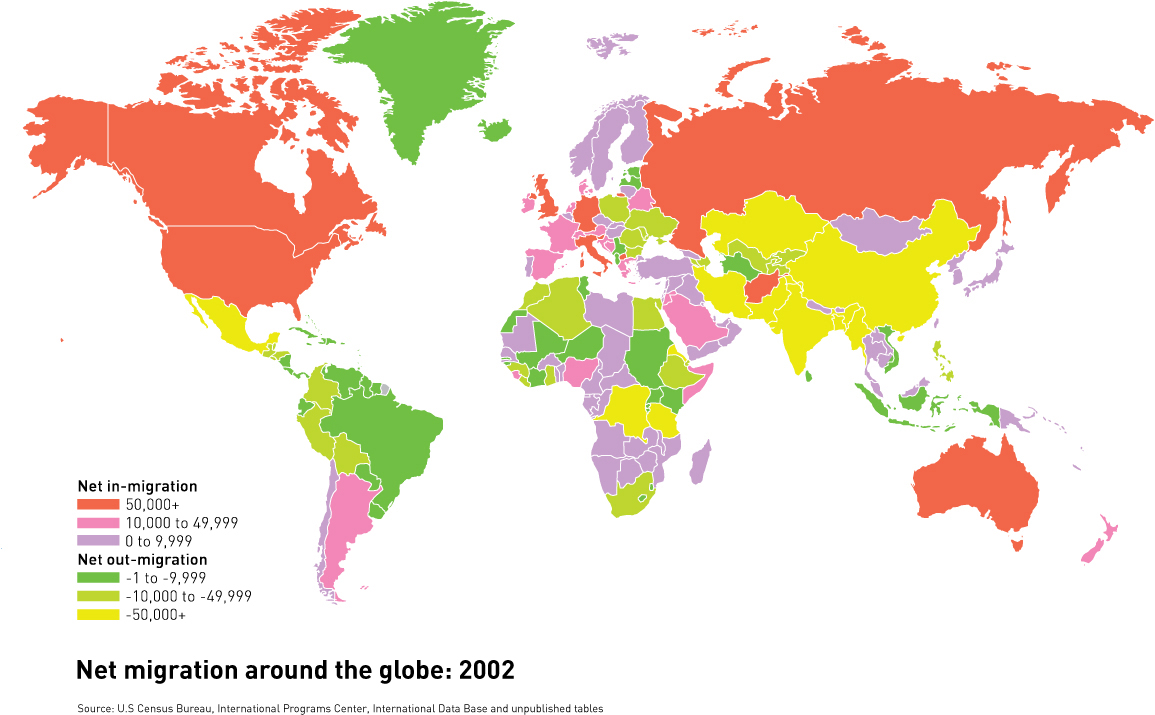 Net in-migration
50,000+
10,000 to 49,999
0 to 9,999
Net out-migration
-1 to -9,999
-10,000 to -49,999
-50,000+
Net migration around the globe: 2002
Source: U.S Census Bureau, International Programs Center, International Data Base and unpublished tables